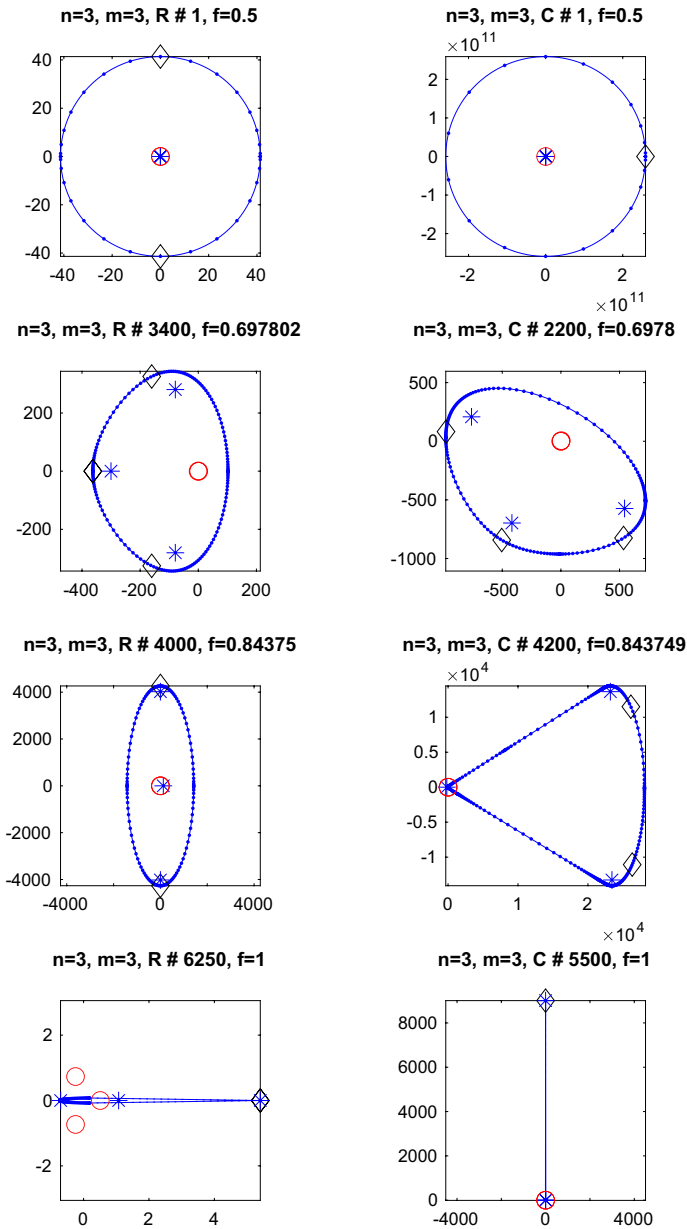 n=3, m=3, R # 1, f=0.5
40
20
0
-20
-40
-40 -20 0 20 40
n=3, m=3, C # 1, f=0.5
× 10^11
2
1
0
-1
-2
-2 0 2
× 10^11
n=3, m=3, R # 3400, f=0.697802
200
0
-200
-400 -200 0 200
n=3, m=3, C # 2200, f=0.6978
500
0
-500
-1000
-500 0 500
n=3, m=3, R # 4000, f=0.84375
4000
2000
0
-2000
-4000
-4000 0 4000
n=3, m=3, C # 4200, f=0.843749
× 10^4
1
0.5
0
-0.5
-1
0 1 2
× 10^4
n=3, m=3, R # 6250, f=1
2
0
-2
0 2 4
n=3, m=3, C # 5500, f=1
8000
6000
4000
2000
0
-4000 0 4000